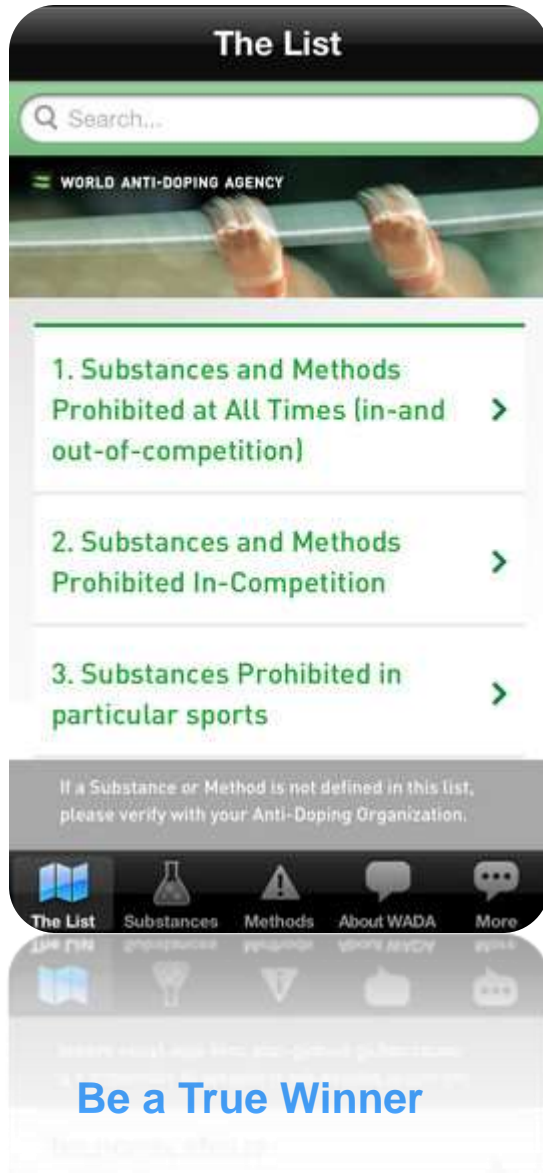 The List
Search...
WORLD ANTI-DOPING AGENCY
1. Substances and Methods
Prohibited at All Times (in-and
out-of-competition)
2. Substances and Methods
Prohibited In-Competition
3. Substances Prohibited in
particular sports
If a Substance or Method is not defined in this list,
please verify with your Anti-Doping Organization.
The List Substances Methods About WADA More
Be a True Winner